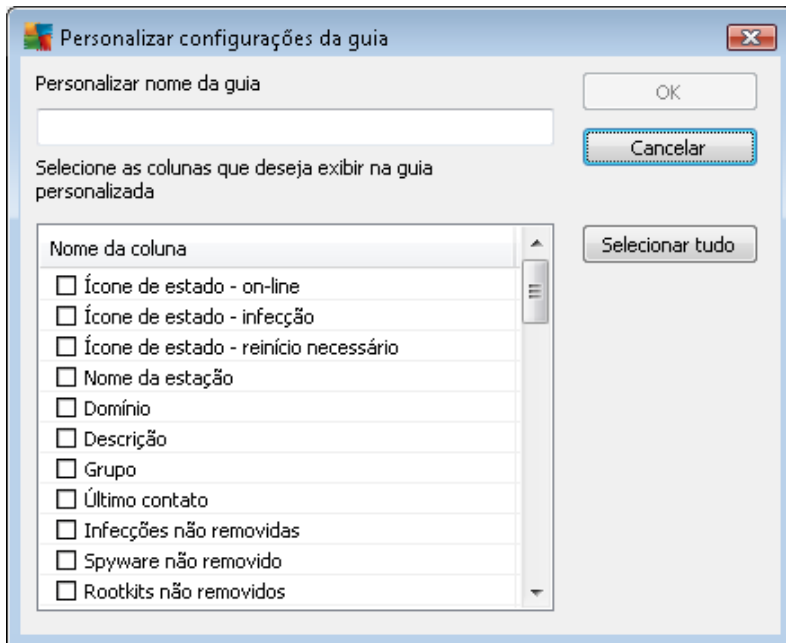 Personalizar configurações da guia
Personalizar nome da guia
OK
Cancelar
Selecione as colunas que deseja exibir na guia
personalizada
Selecionar tudo
Nome da coluna
Ícone de estado - on-line
Ícone de estado - infecção
Ícone de estado - reinício necessário
Nome da estação
Domínio
Descrição
Grupo
Último contato
Infecções não removidas
Spyware não removido
Rootkits não removidos